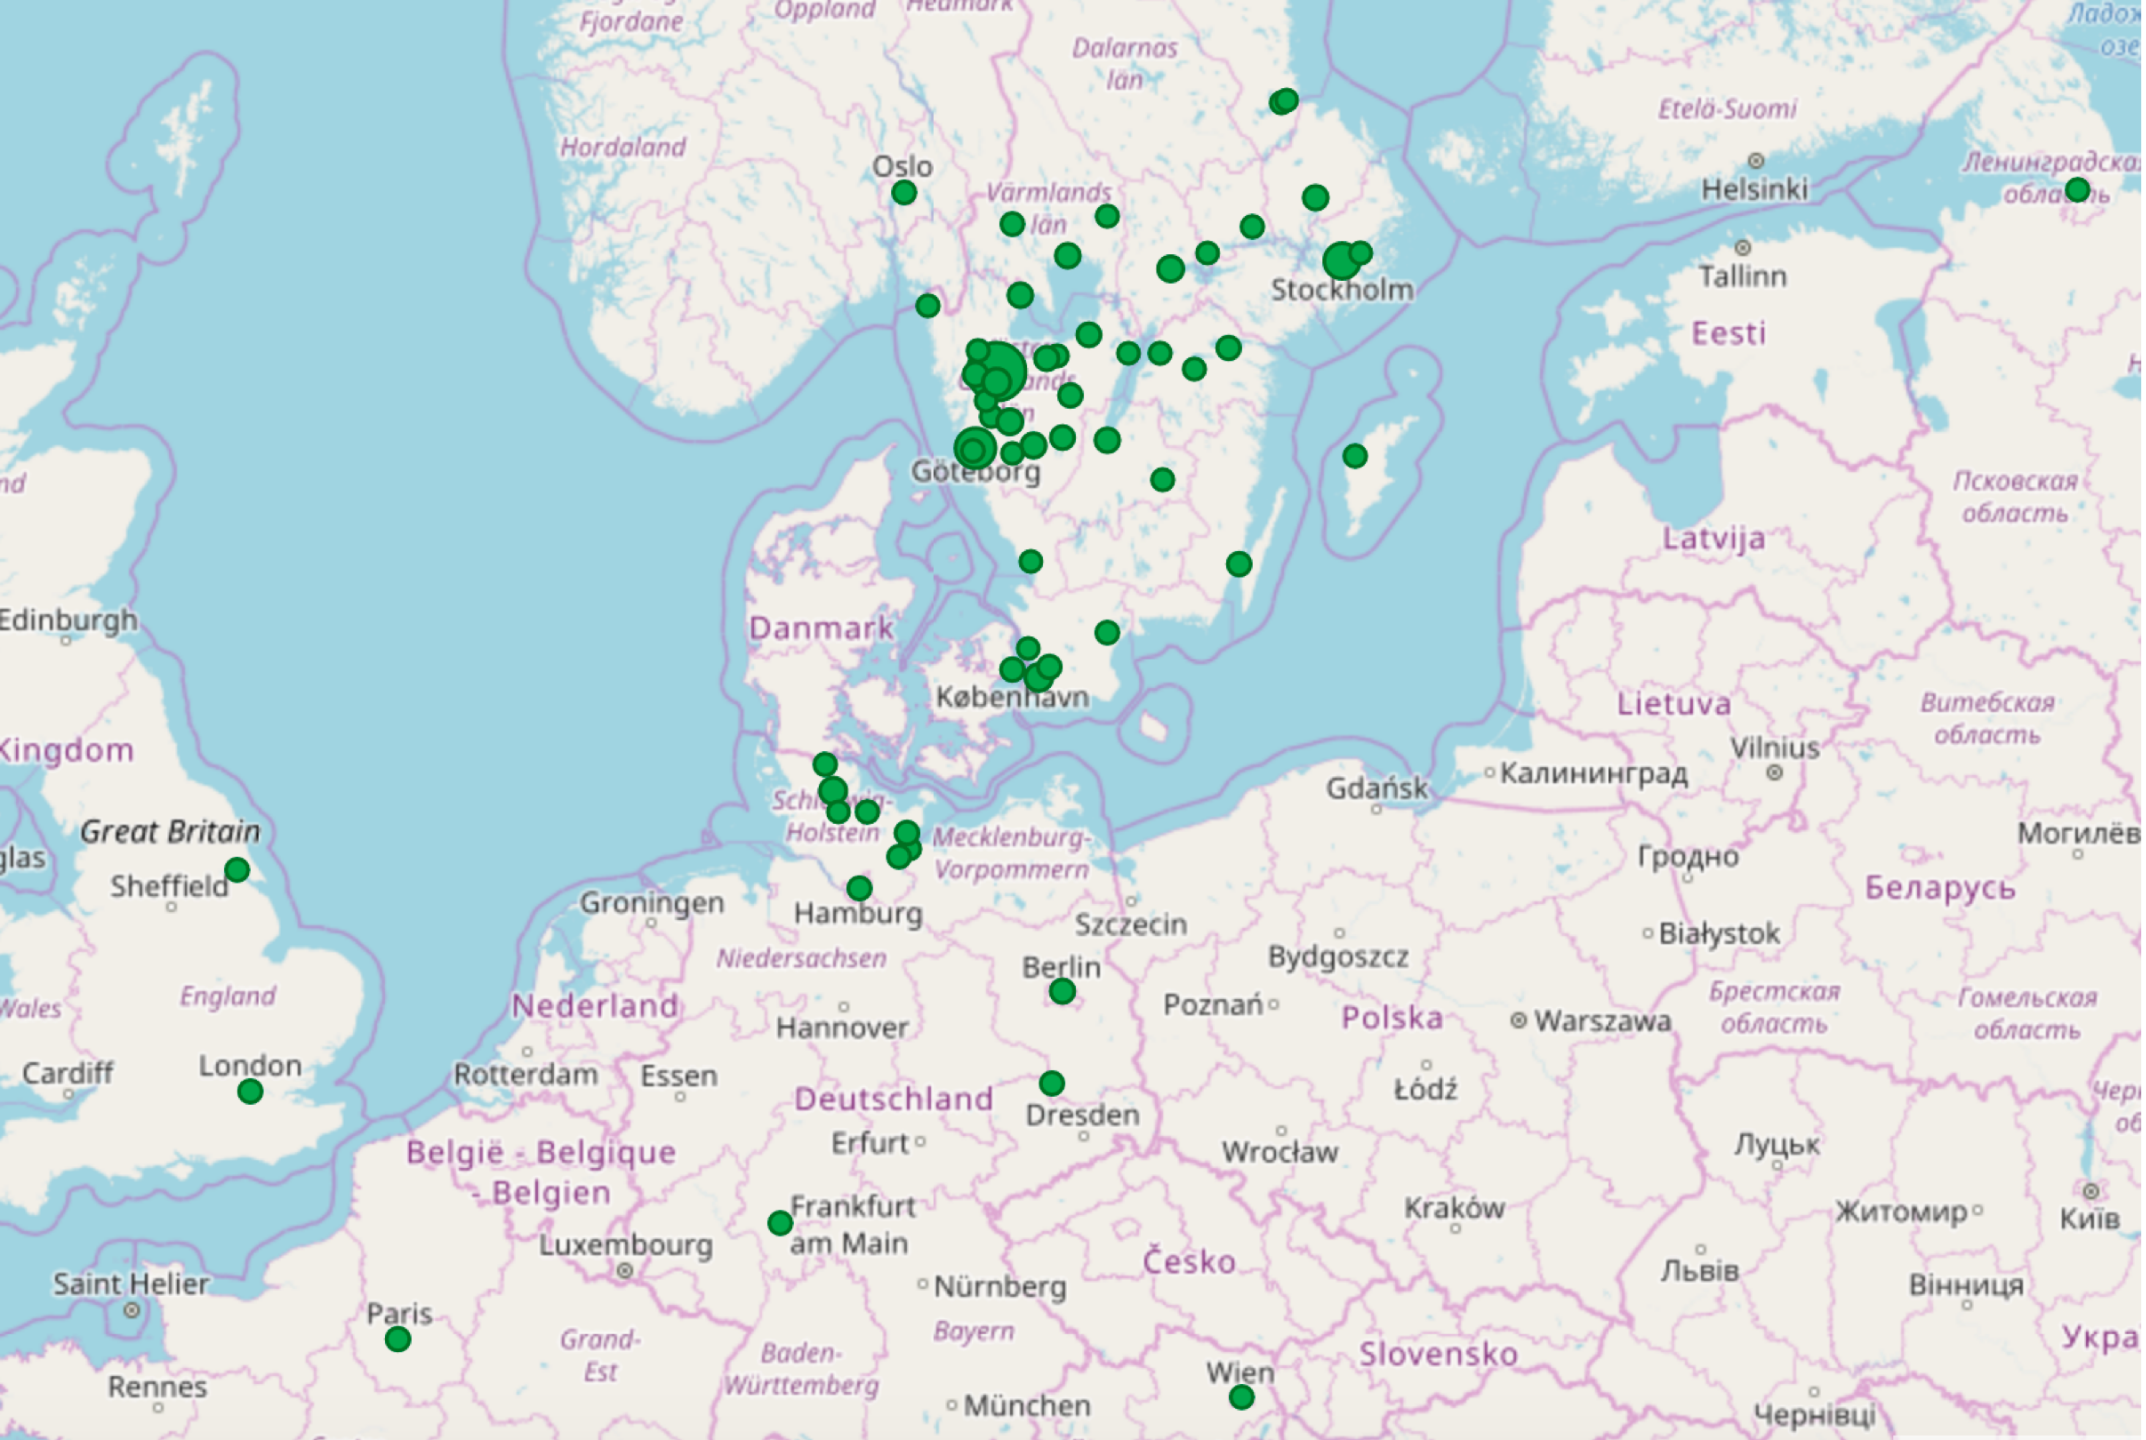 Fjordane
Oppland
Hedmark
Dalarnas
län
Etelä-Suomi
Hordaland
Oslo
Värmlands
län
Helsinki
Ленинградская
область
Stockholm
Tallinn
Eesti
Göteborg
Псковская
область
Latvija
Edinburgh
Danmark
København
Lietuva
Витебская
область
Vilnius
Kingdom
Gdańsk
Калининград
Holstein
Great Britain
Mecklenburg-
Vorpommern
Могилёв
Гродно
Sheffield
Беларусь
Groningen
Hamburg
Szczecin
Białystok
Bydgoszcz
Niedersachsen
Berlin
Wales
England
Nederland
Hannover
Poznań
Polska
Warszawa
Брестская
область
Гомельская
область
Cardiff
London
Rotterdam
Essen
Deutschland
Łódź
Dresden
Erfurt
België - Belgique
- Belgien
Wrocław
Луцьк
Frankfurt
am Main
Kraków
Житомир
Київ
Luxembourg
Česko
Львів
Saint Helier
Nürnberg
Вінниця
Paris
Grand-
Est
Bayern
Baden-
Württemberg
Slovensko
Укра
Rennes
Wien
München
Чернівці